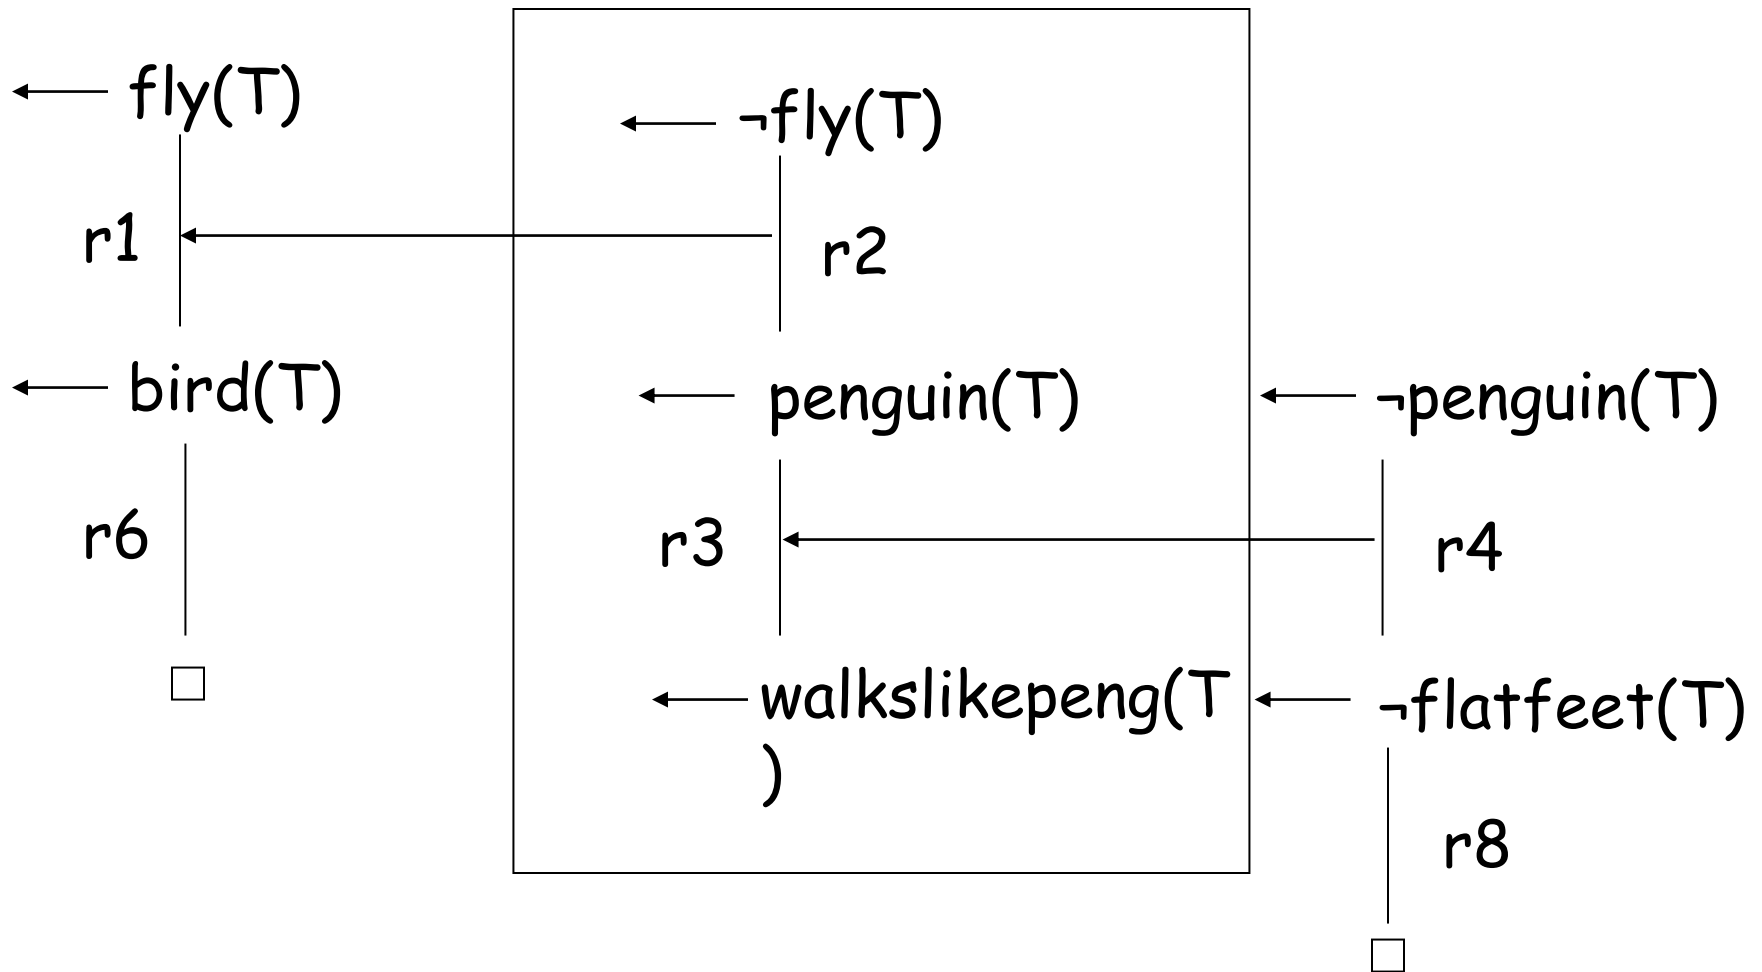 ← fly(T)
← ¬fly(T)
r1
r2
← bird(T)
← penguin(T)
← ¬penguin(T)
r6
r3
r4
← walkslikepeng(T
)
← ¬flatfeet(T)
r8